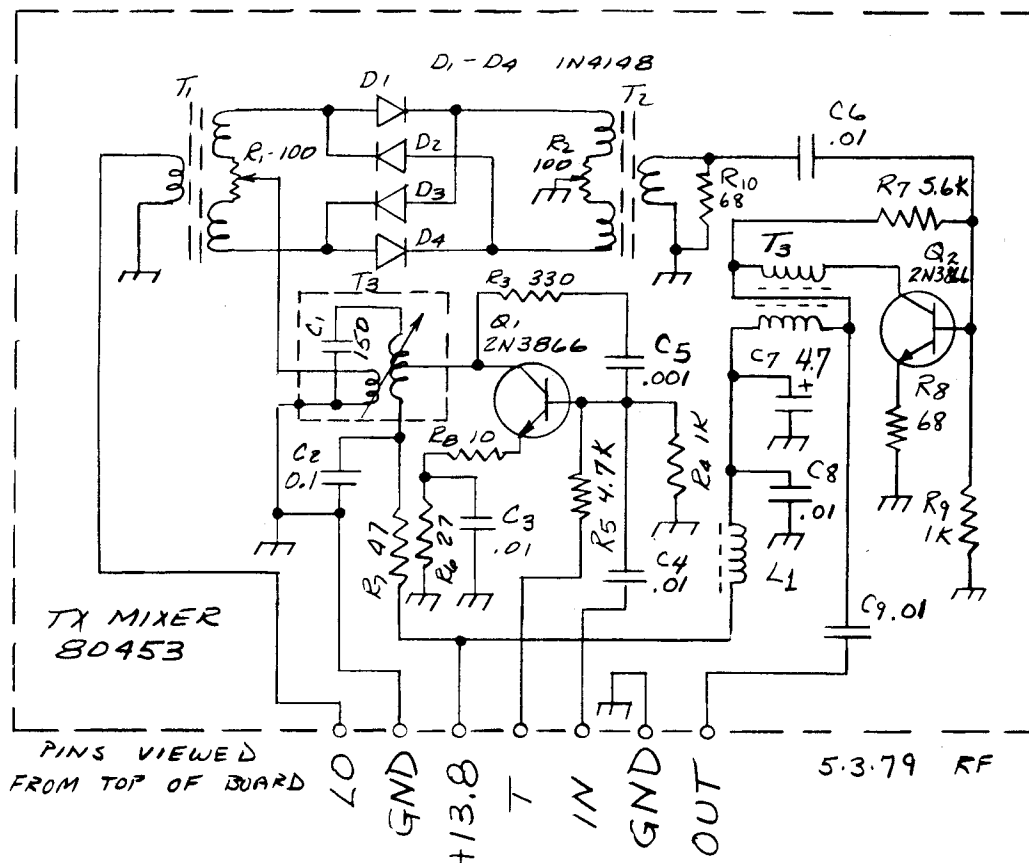 D1-D4 1N4148
T1
D1
T2
C6
.01
R1-100
D2
R2
100
R10
68
R7 5.6K
D3
D4
T3
Q2
2N3866
T3
R3 330
C1
150
Q1
2N3866
C5
.001
C7 4.7
+
R8
68
R8 10
C2
0.1
R4 1K
R5 4.7K
C8
.01
R9
1K
R7 47
R6 27
C3
.01
C4
.01
L1
C9 .01
TX MIXER
80453
PINS VIEWED
FROM TOP OF BOARD
LO
GND
+13.8
T
IN
GND
OUT
5.3.79 RF